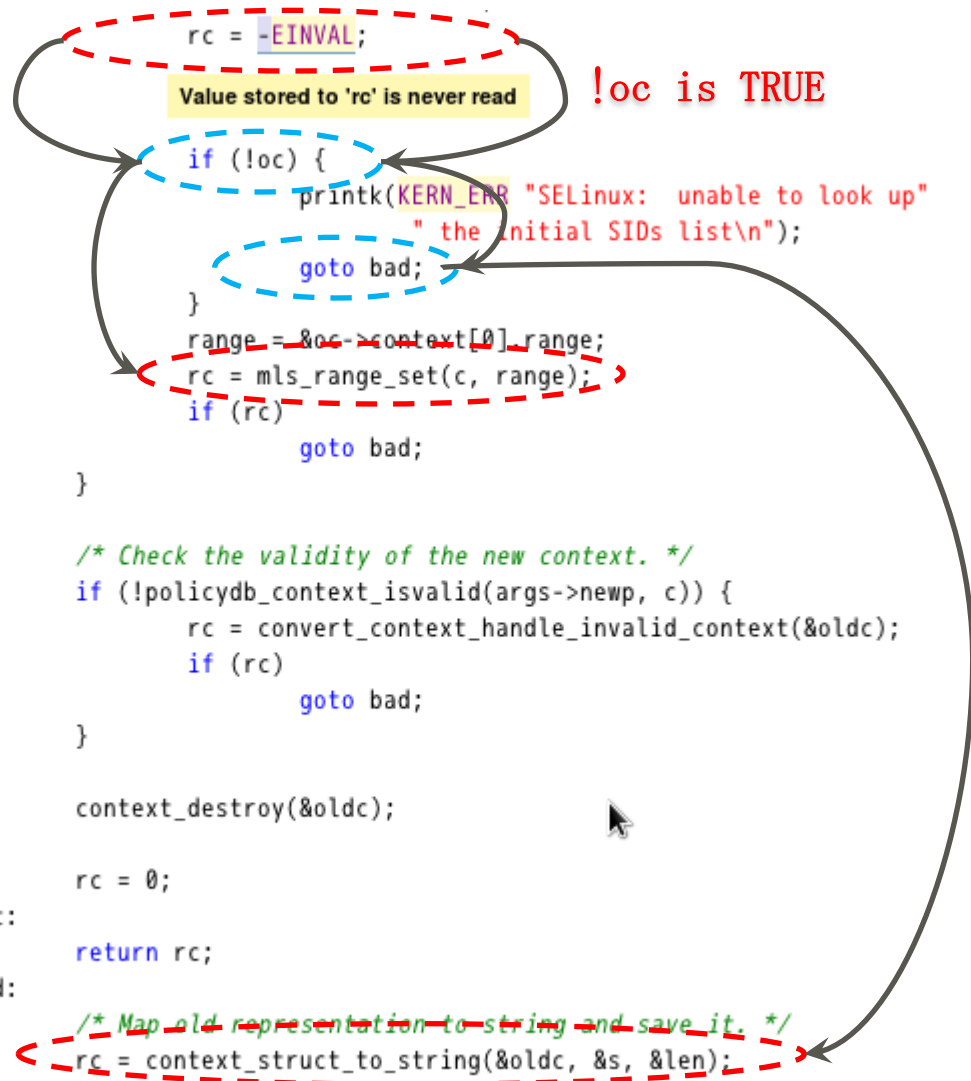 rc = -EINVAL;
Value stored to 'rc' is never read
!oc is TRUE
if (!oc) {
printk(KERN_ERR "SELinux:  unable to look up"
" the initial SIDs list\n");
goto bad;
}
range = &oc->context[0].range;
rc = mls_range_set(c, range);
if (rc)
goto bad;
}
/* Check the validity of the new context. */
if (!policydb_context_isvalid(args->newp, c)) {
rc = convert_context_handle_invalid_context(&oldc);
if (rc)
goto bad;
}
context_destroy(&oldc);
rc = 0;
:
return rc;
d:
/* Map old representation to string and save it. */
rc = context_struct_to_string(&oldc, &s, &len);